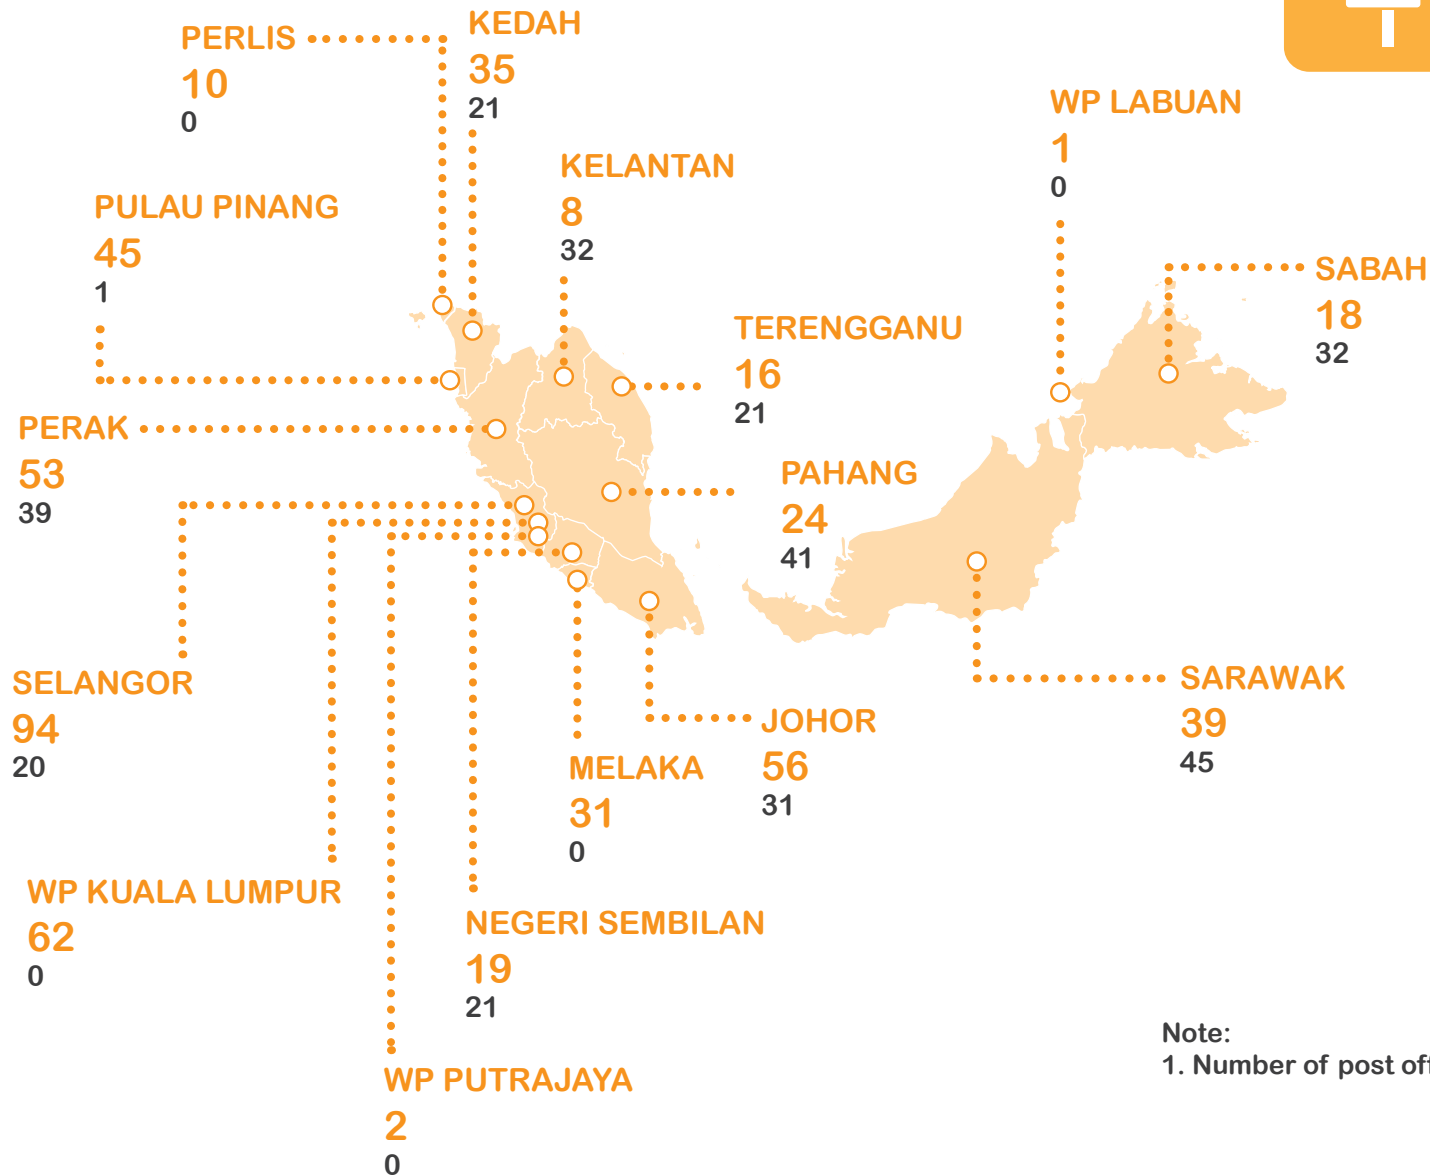 PERLIS
10
0
KEDAH
35
21
WP LABUAN
1
0
KELANTAN
8
32
PULAU PINANG
45
1
SABAH
18
32
TERENGGANU
16
21
PERAK
53
39
PAHANG
24
41
SELANGOR
94
20
SARAWAK
39
45
JOHOR
56
31
MELAKA
31
0
WP KUALA LUMPUR
62
0
NEGERI SEMBILAN
19
21
WP PUTRAJAYA
2
0
Note:
1. Number of post